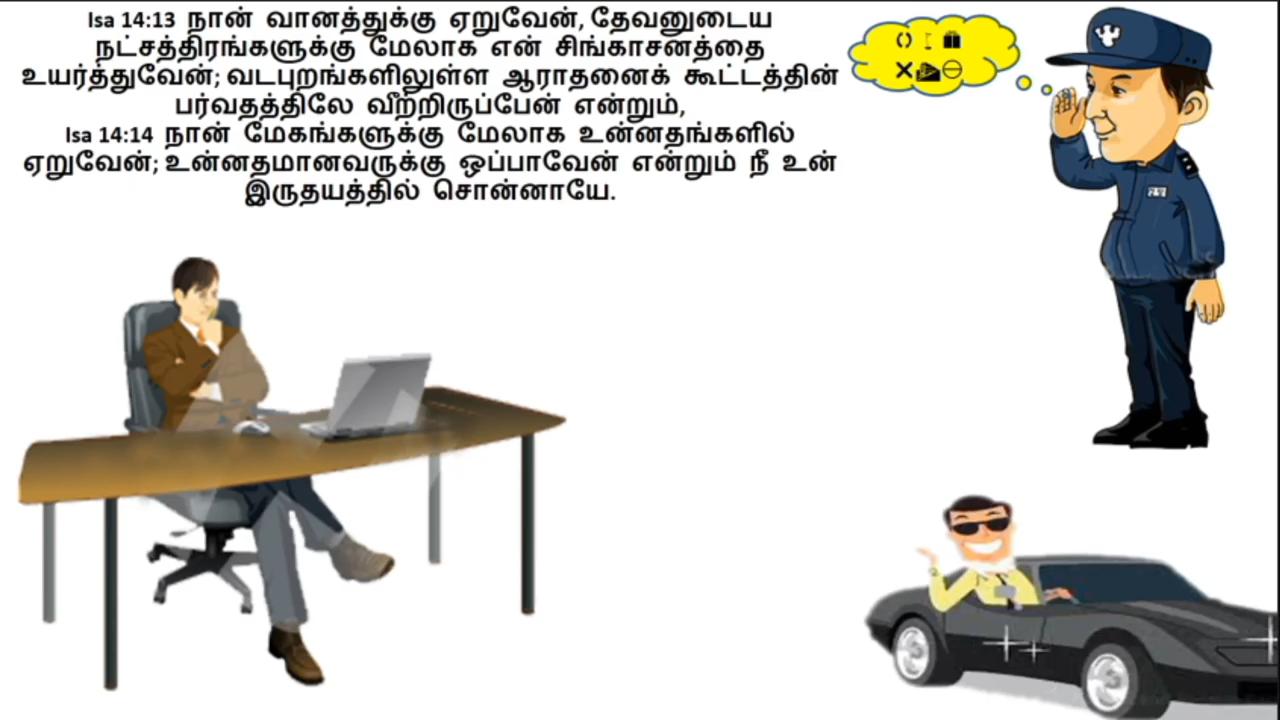 Isa 14:13 நான் வானத்துக்கு ஏறுவேன், தேவனுடைய
நட்சத்திரங்களுக்கு மேலாக என் சிங்காசனத்தை
உயர்த்துவேன்; வடபுறங்களிலுள்ள ஆராதனைக் கூட்டத்தின்
பர்வதத்திலே வீற்றிருப்பேன் என்றும்,
Isa 14:14 நான் மேகங்களுக்கு மேலாக உன்னதங்களில்
ஏறுவேன்; உன்னதமானவருக்கு ஒப்பாவேன் என்றும் நீ உன்
இருதயத்தில் சொன்னாயே.